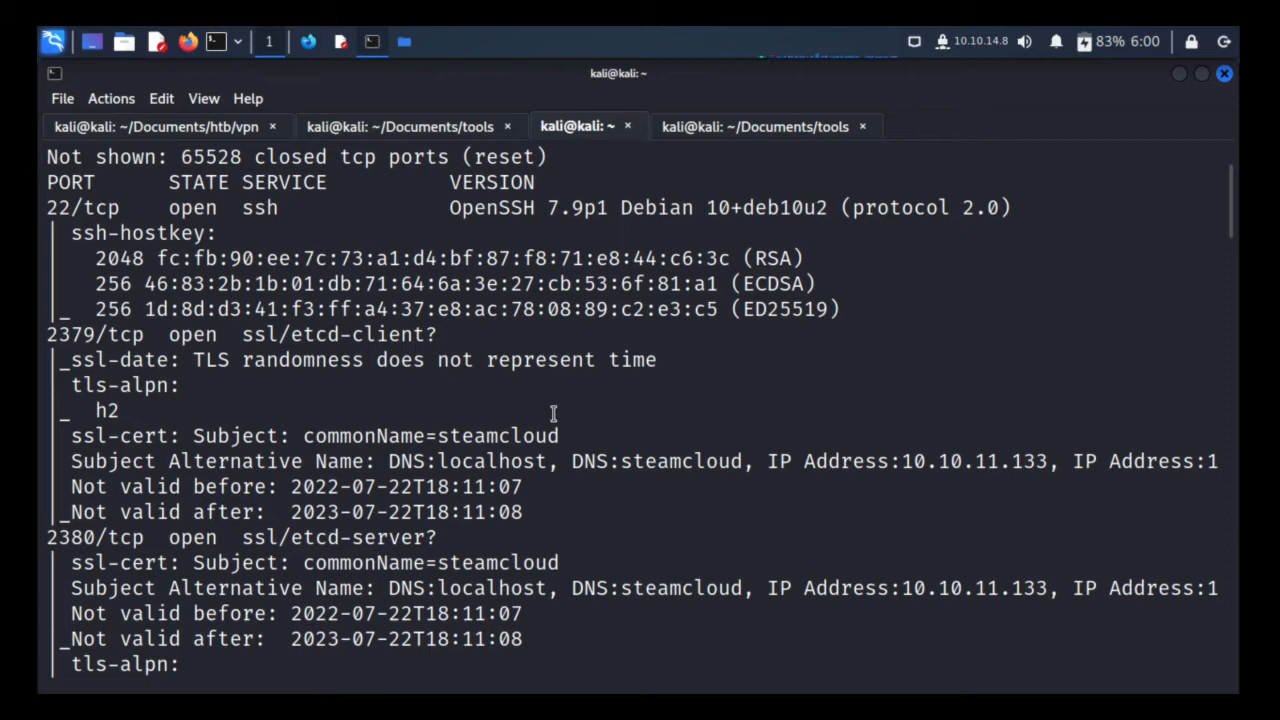 1
10.10.14.8
83%
6:00
kali@kali: ~
File Actions Edit View Help
kali@kali: ~/Documents/htb/vpn × kali@kali: ~/Documents/tools × kali@kali: ~ × kali@kali: ~/Documents/tools ×
Not shown: 65528 closed tcp ports (reset)
PORT STATE SERVICE VERSION
22/tcp open ssh OpenSSH 7.9p1 Debian 10+deb10u2 (protocol 2.0)
| ssh-hostkey:
|   2048 fc:fb:90:ee:7c:73:a1:d4:bf:87:f8:71:e8:44:c6:3c (RSA)
|   256 46:83:2b:1b:01:db:71:64:6a:3e:27:cb:53:6f:81:a1 (ECDSA)
|_  256 1d:8d:d3:41:f3:ff:a4:37:e8:ac:78:08:89:c2:e3:c5 (ED25519)
2379/tcp open ssl/etcd-client?
|_ssl-date: TLS randomness does not represent time
| tls-alpn:
|_  h2
| ssl-cert: Subject: commonName=steamcloud
| Subject Alternative Name: DNS:localhost, DNS:steamcloud, IP Address:10.10.11.133, IP Address:1
| Not valid before: 2022-07-22T18:11:07
|_Not valid after:  2023-07-22T18:11:08
2380/tcp open ssl/etcd-server?
| ssl-cert: Subject: commonName=steamcloud
| Subject Alternative Name: DNS:localhost, DNS:steamcloud, IP Address:10.10.11.133, IP Address:1
| Not valid before: 2022-07-22T18:11:07
|_Not valid after:  2023-07-22T18:11:08
| tls-alpn: